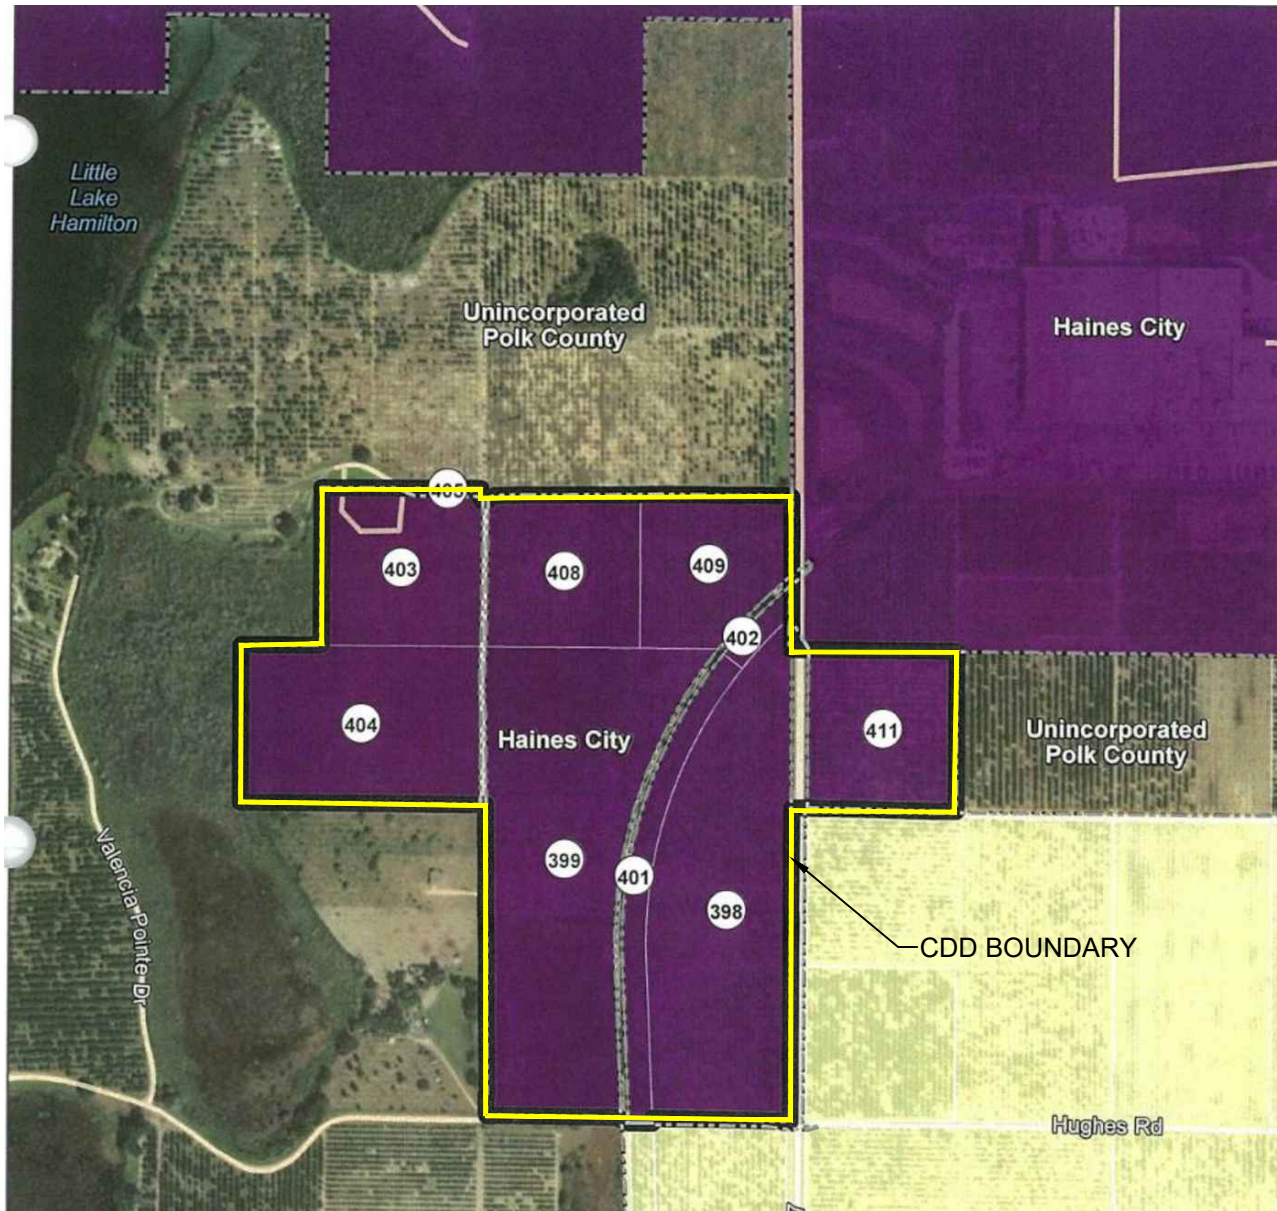 Little
Lake
Hamilton
Unincorporated
Polk County
Haines City
405
403
408
409
402
404
Haines City
411
Unincorporated
Polk County
Valencia Pointe Dr
399
401
398
CDD BOUNDARY
Hughes Rd